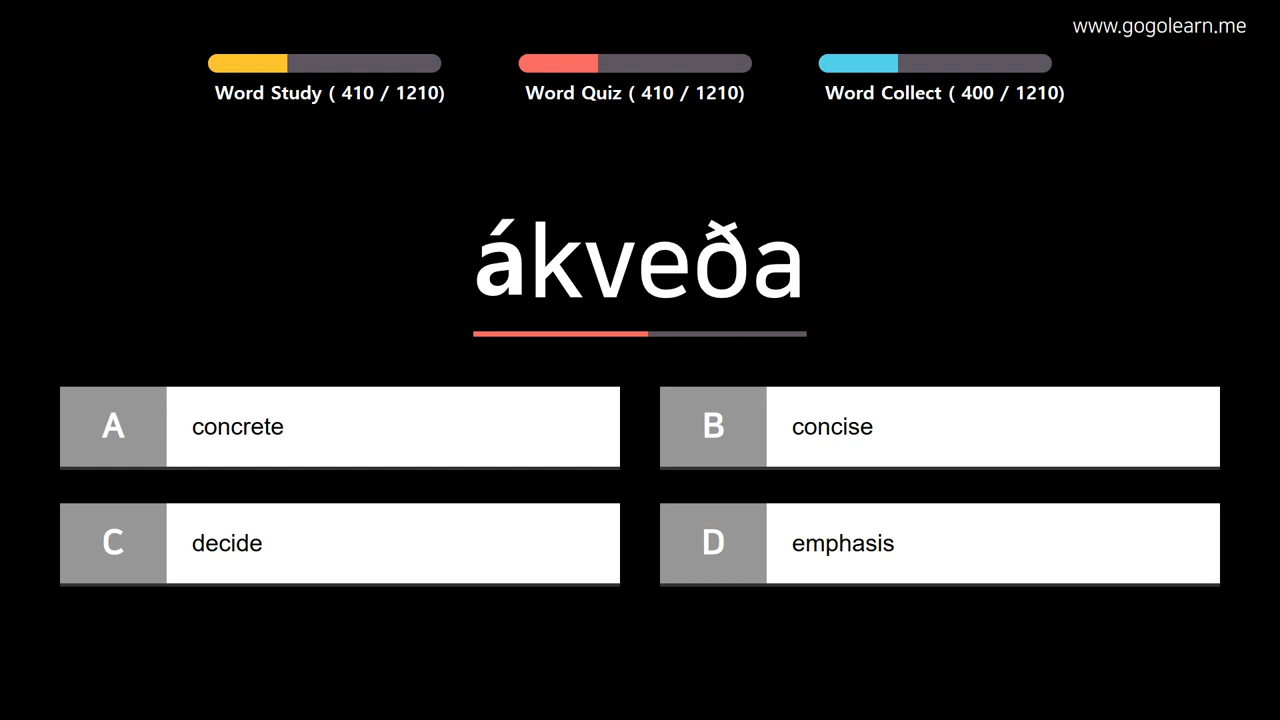 www.gogolearn.me
Word Study ( 410 / 1210)
Word Quiz ( 410 / 1210)
Word Collect ( 400 / 1210)
ákveða
A concrete
B concise
C decide
D emphasis